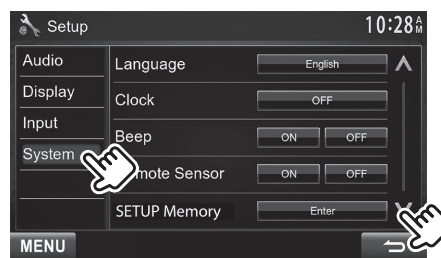 Setup 10:28 AM
Audio
Display
Input
System
Language English
Clock OFF
Beep ON OFF
mote Sensor ON OFF
SETUP Memory Enter
MENU